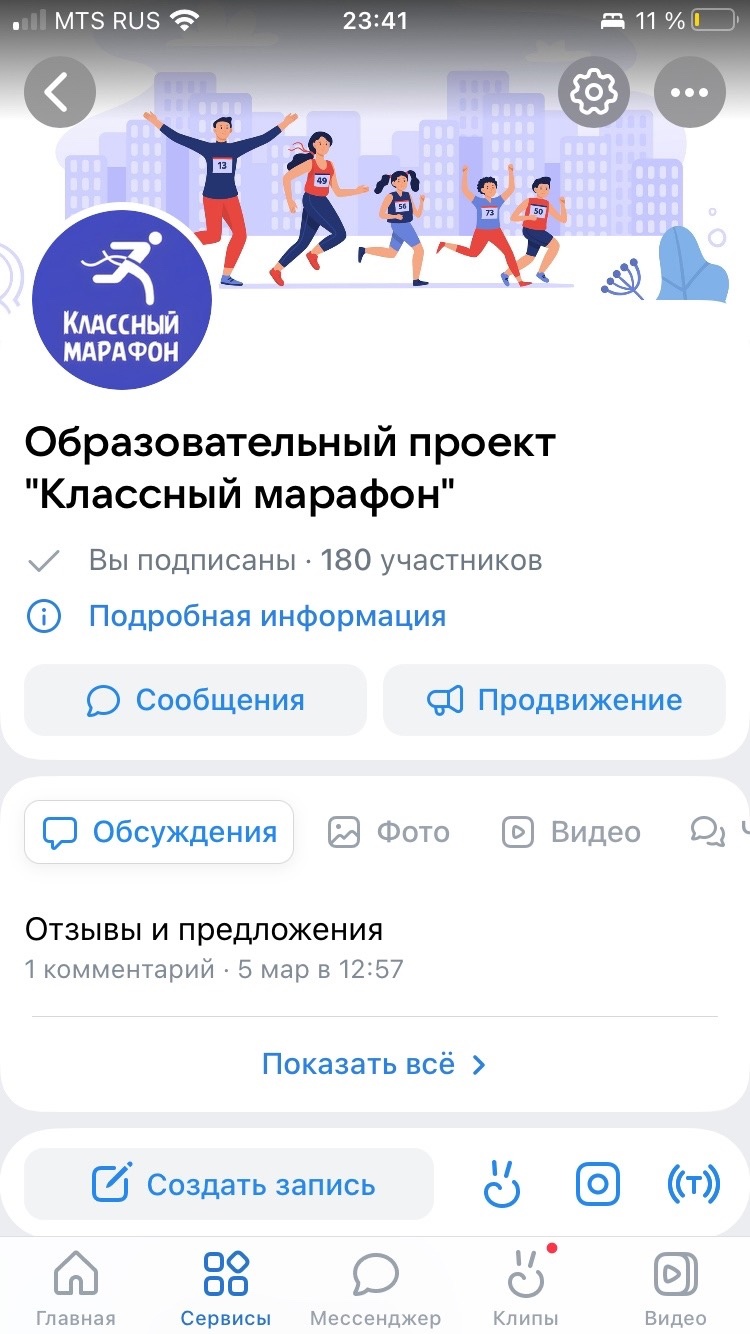 MTS RUS 23:41 11 %
13
49
56
73
50
КЛАССНЫЙ
МАРАФОН
Образовательный проект
"Классный марафон"
Вы подписаны · 180 участников
Подробная информация
Сообщения Продвижение
Обсуждения Фото Видео
Отзывы и предложения
1 комментарий · 5 мар в 12:57
Показать всё
Создать запись
Главная Сервисы Мессенджер Клипы Видео